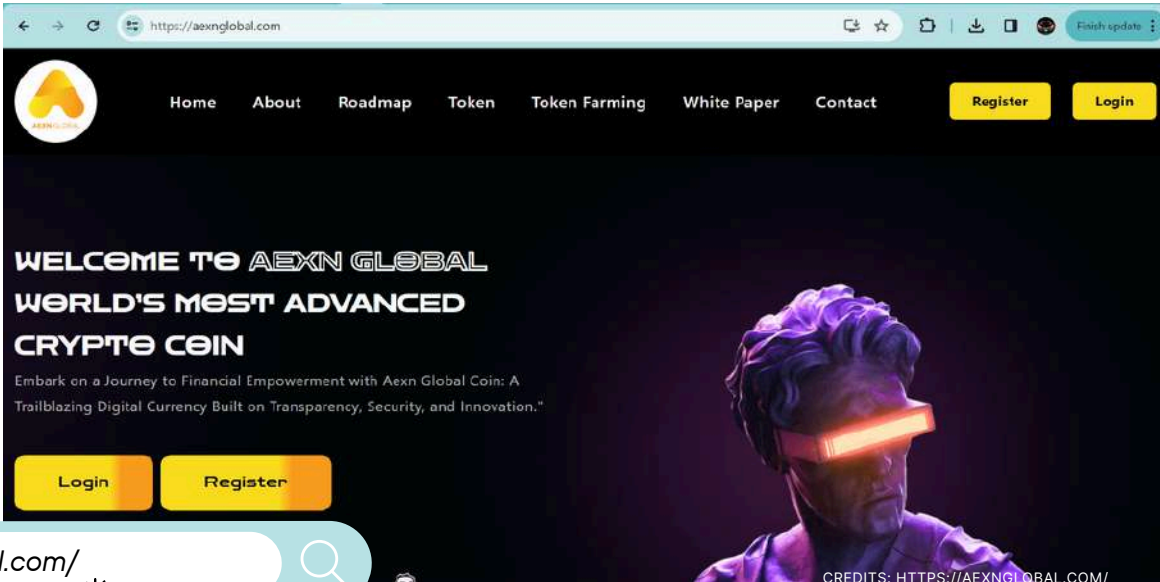 https://aexnglobal.com
Finish update
AEXNGLOBAL
Home About Roadmap Token Token Farming White Paper Contact Register Login
WELCOME TO AEXN GLOBAL
WORLD'S MOST ADVANCED
CRYPTO COIN
Embark on a Journey to Financial Empowerment with Aexn Global Coin: A
Trailblazing Digital Currency Built on Transparency, Security, and Innovation."
Login Register
l.com/
CREDITS: HTTPS://AEXNGLOBAL.COM/